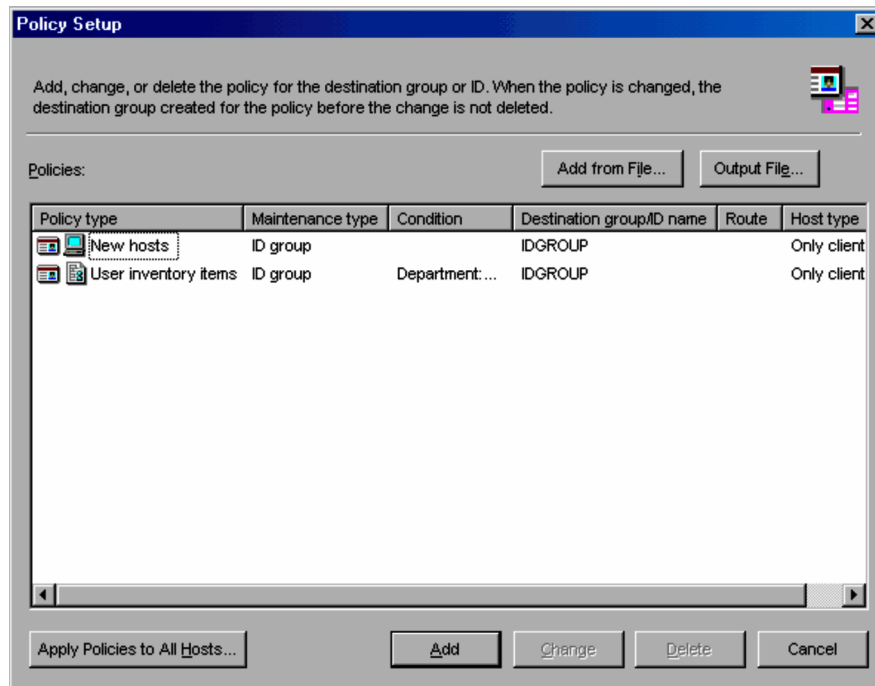 Policy Setup
Add, change, or delete the policy for the destination group or ID. When the policy is changed, the
destination group created for the policy before the change is not deleted.
Policies:
Add from File...
Output File...
Policy type Maintenance type Condition Destination group/ID name Route Host type
New hosts ID group IDGROUP Only client
User inventory items ID group Department:... IDGROUP Only client
Apply Policies to All Hosts...
Add
Change
Delete
Cancel